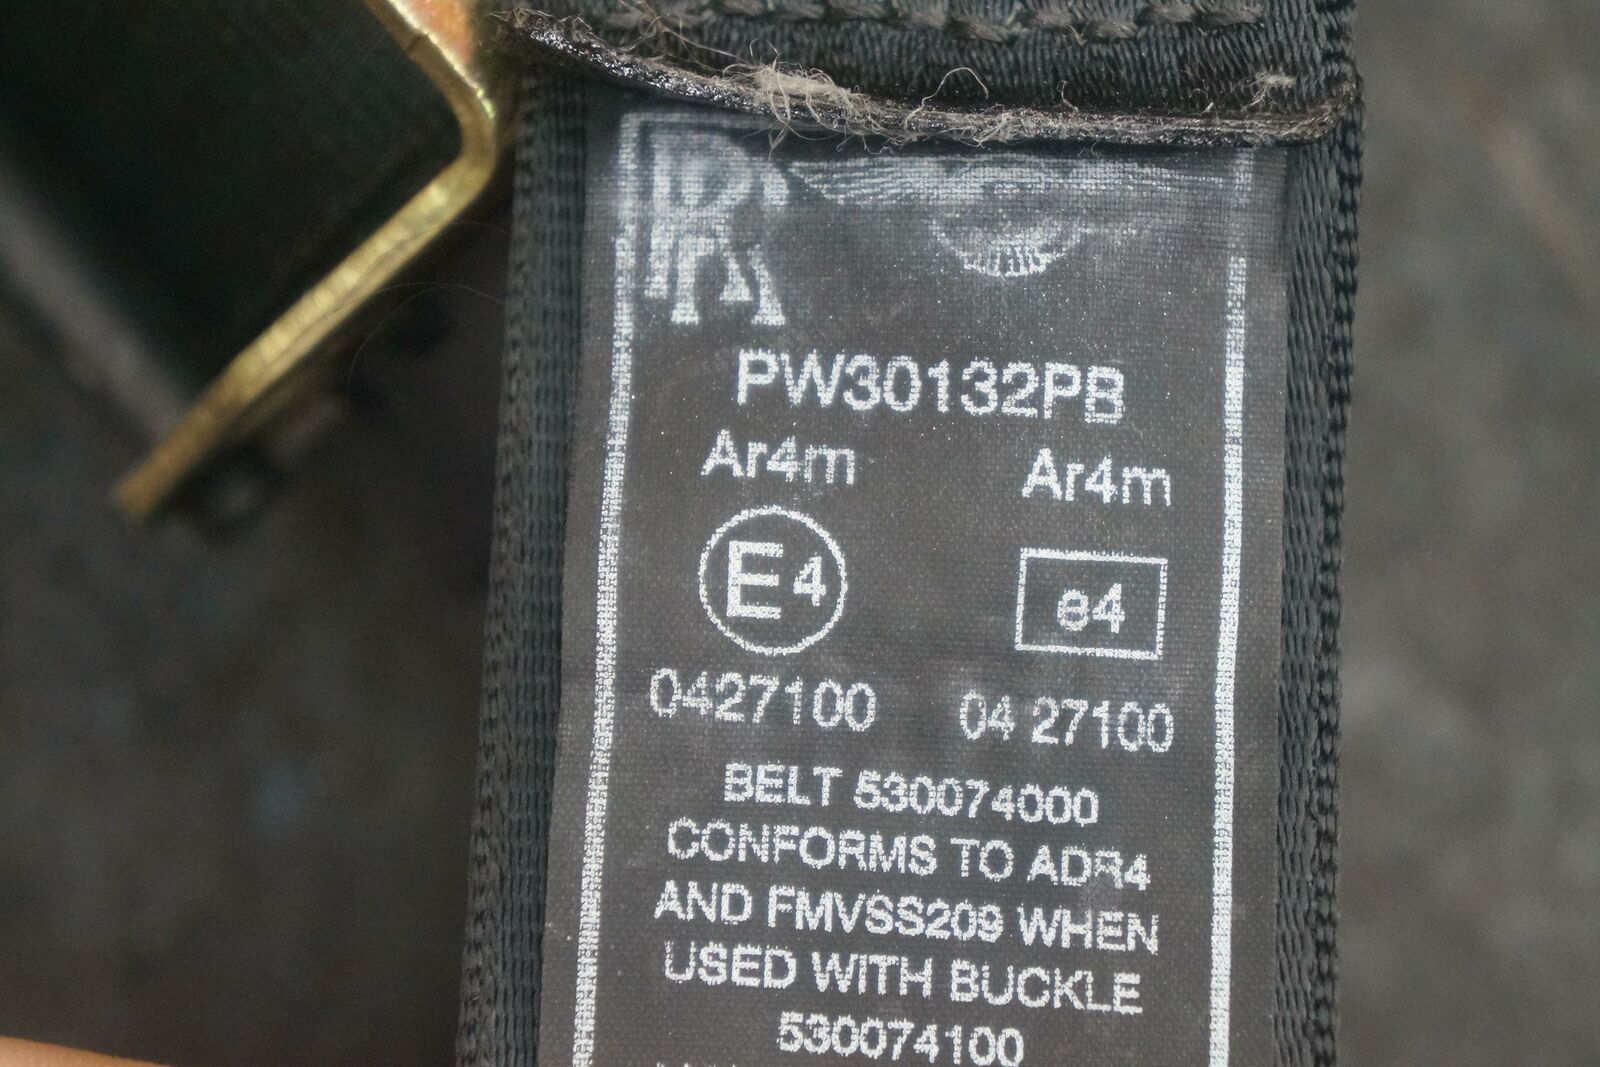 PW30132PB
Ar4m Ar4m
E4 e4
0427100 04 27100
BELT 530074000
CONFORMS TO ADR4
AND FMVSS209 WHEN
USED WITH BUCKLE
530074100